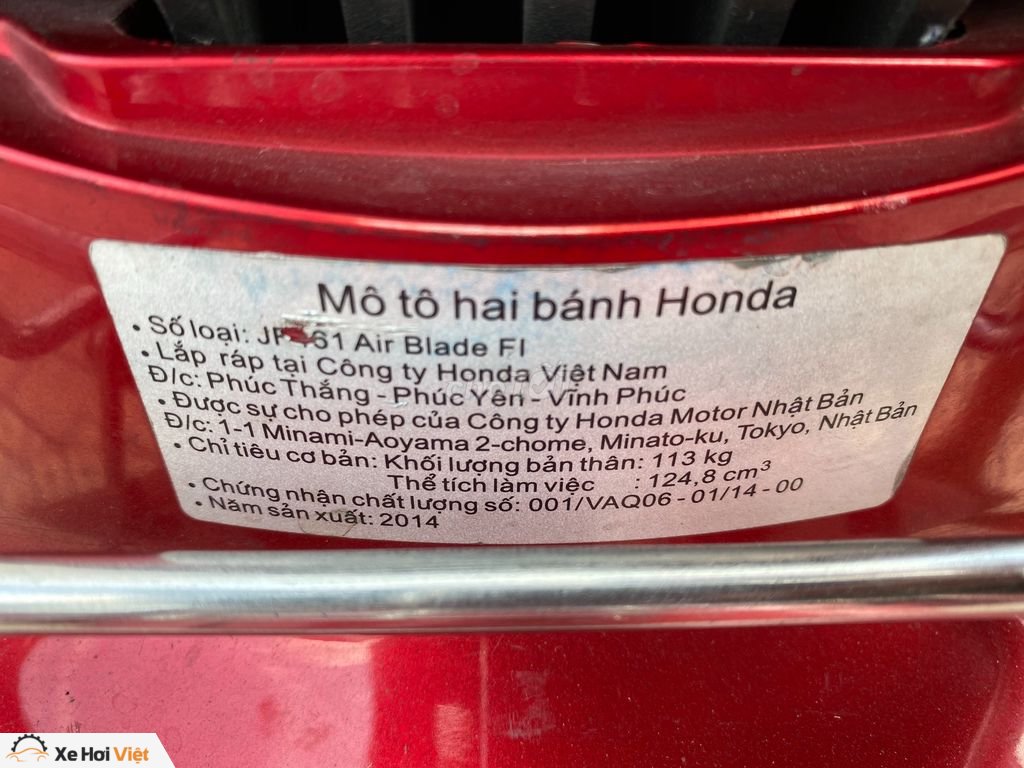 Mô tô hai bánh Honda
• Số loại: Air Blade FI
• Lắp ráp tại Công ty Honda Việt Nam
Đ/c: Phúc Thắng - Phúc Yên - Vĩnh Phúc
• Được sự cho phép của Công ty Honda Motor Nhật Bản
Đ/c: 1-1 Minami-Aoyama 2-chome, Minato-ku, Tokyo, Nhật Bản
• Chỉ tiêu cơ bản: Khối lượng bản thân: 113 kg
Thể tích làm việc : 124,8 cm³
• Chứng nhận chất lượng số: 001/VAQ06 - 01/14 - 00
• Năm sản xuất: 2014
Xe Hơi Việt